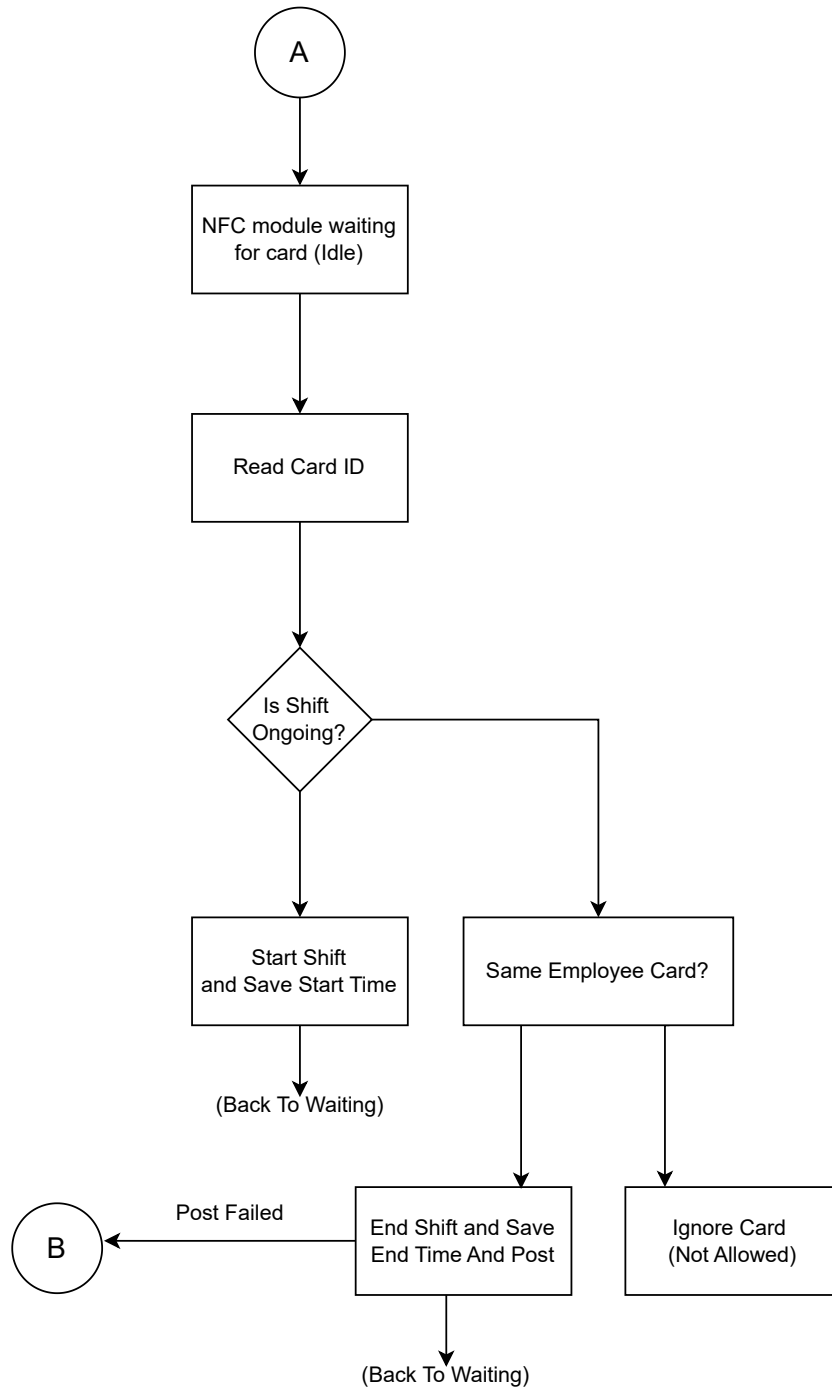 A
NFC module waiting
for card (Idle)
Read Card ID
Is Shift
Ongoing?
Start Shift
and Save Start Time
Same Employee Card?
(Back To Waiting)
Post Failed
B
End Shift and Save
End Time And Post
Ignore Card
(Not Allowed)
(Back To Waiting)